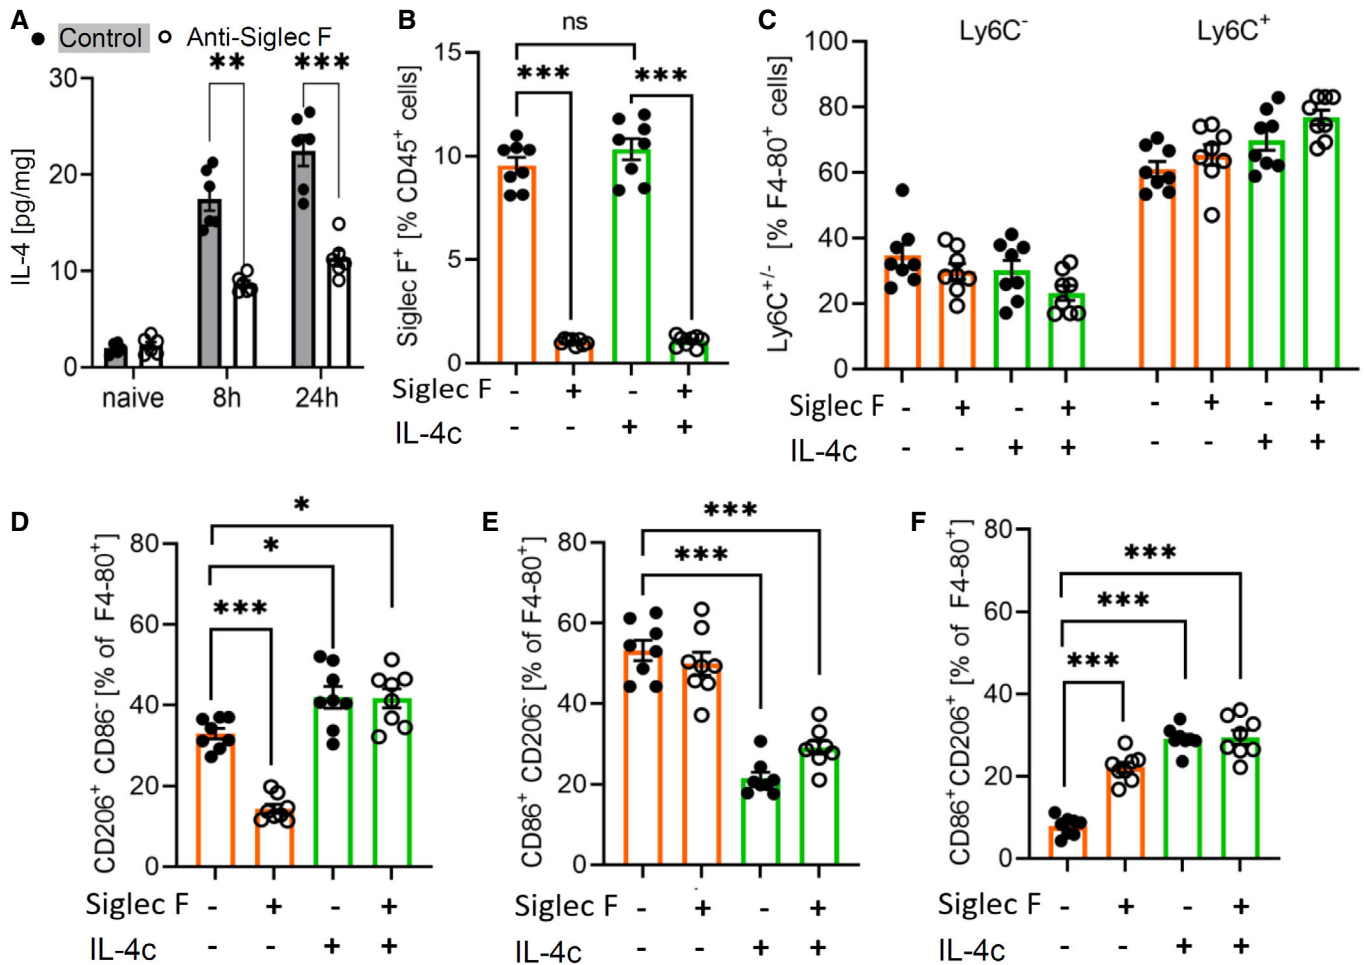 A
● Control ○ Anti-Siglec F
** ***
IL-4 [pg/mg]
30
20
10
0
naive 8h 24h
B
ns
*** ***
Siglec F⁺ [% CD45⁺ cells]
15
10
5
0
Siglec F - + - +
IL-4c - - + +
C
Ly6C⁻ Ly6C⁺
Ly6C⁺/⁻ [% F4-80⁺ cells]
100
80
60
40
20
0
Siglec F - + - + - + - +
IL-4c - - + + - - + +
D
*
*
***
CD206⁺ CD86⁻ [% of F4-80⁺]
80
60
40
20
0
Siglec F - + - +
IL-4c - - + +
E
***
***
CD86⁺ CD206⁻ [% of F4-80⁺]
80
60
40
20
0
Siglec F - + - +
IL-4c - - + +
F
***
***
***
CD86⁺CD206⁺ [% of F4-80⁺]
80
60
40
20
0
Siglec F - + - +
IL-4c - - + +